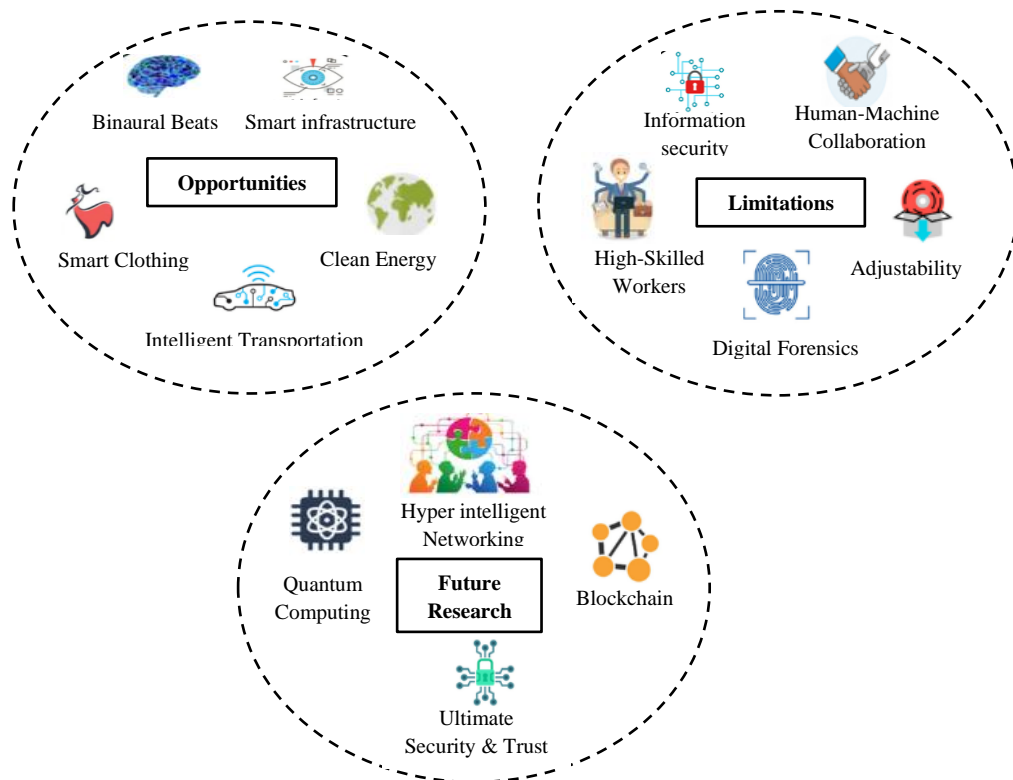 Binaural Beats
Smart infrastructure
Opportunities
Smart Clothing
Clean Energy
Intelligent Transportation
Information
security
Human-Machine
Collaboration
Limitations
High-Skilled
Workers
Adjustability
Digital Forensics
Hyper intelligent
Networking
Quantum
Computing
Future
Research
Blockchain
Ultimate
Security & Trust